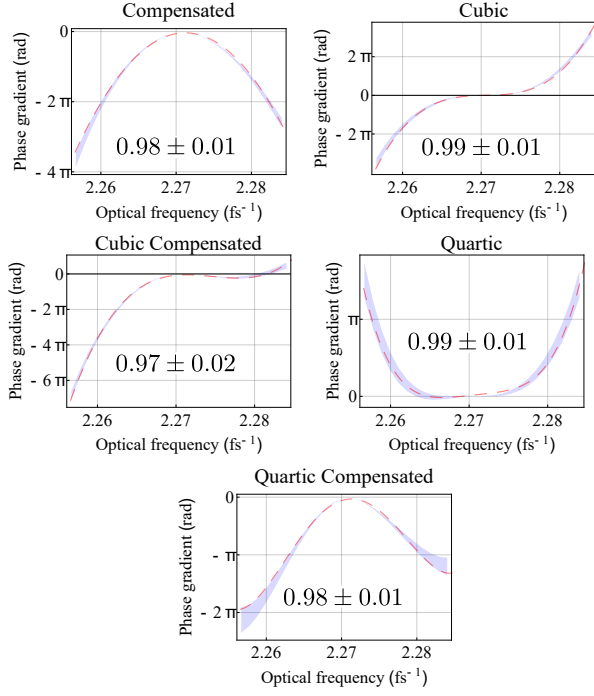 Compensated
Cubic
Phase gradient (rad)
0
- 2 π
- 4 π
0.98 ± 0.01
2.26
2.27
2.28
Optical frequency (fs⁻¹)
Phase gradient (rad)
2 π
0
- 2 π
0.99 ± 0.01
2.26
2.27
2.28
Optical frequency (fs⁻¹)
Cubic Compensated
Quartic
Phase gradient (rad)
0
- 2 π
- 4 π
- 6 π
0.97 ± 0.02
2.26
2.27
2.28
Optical frequency (fs⁻¹)
Phase gradient (rad)
π
0
0.99 ± 0.01
2.26
2.27
2.28
Optical frequency (fs⁻¹)
Quartic Compensated
Phase gradient (rad)
0
- π
- 2 π
0.98 ± 0.01
2.26
2.27
2.28
Optical frequency (fs⁻¹)